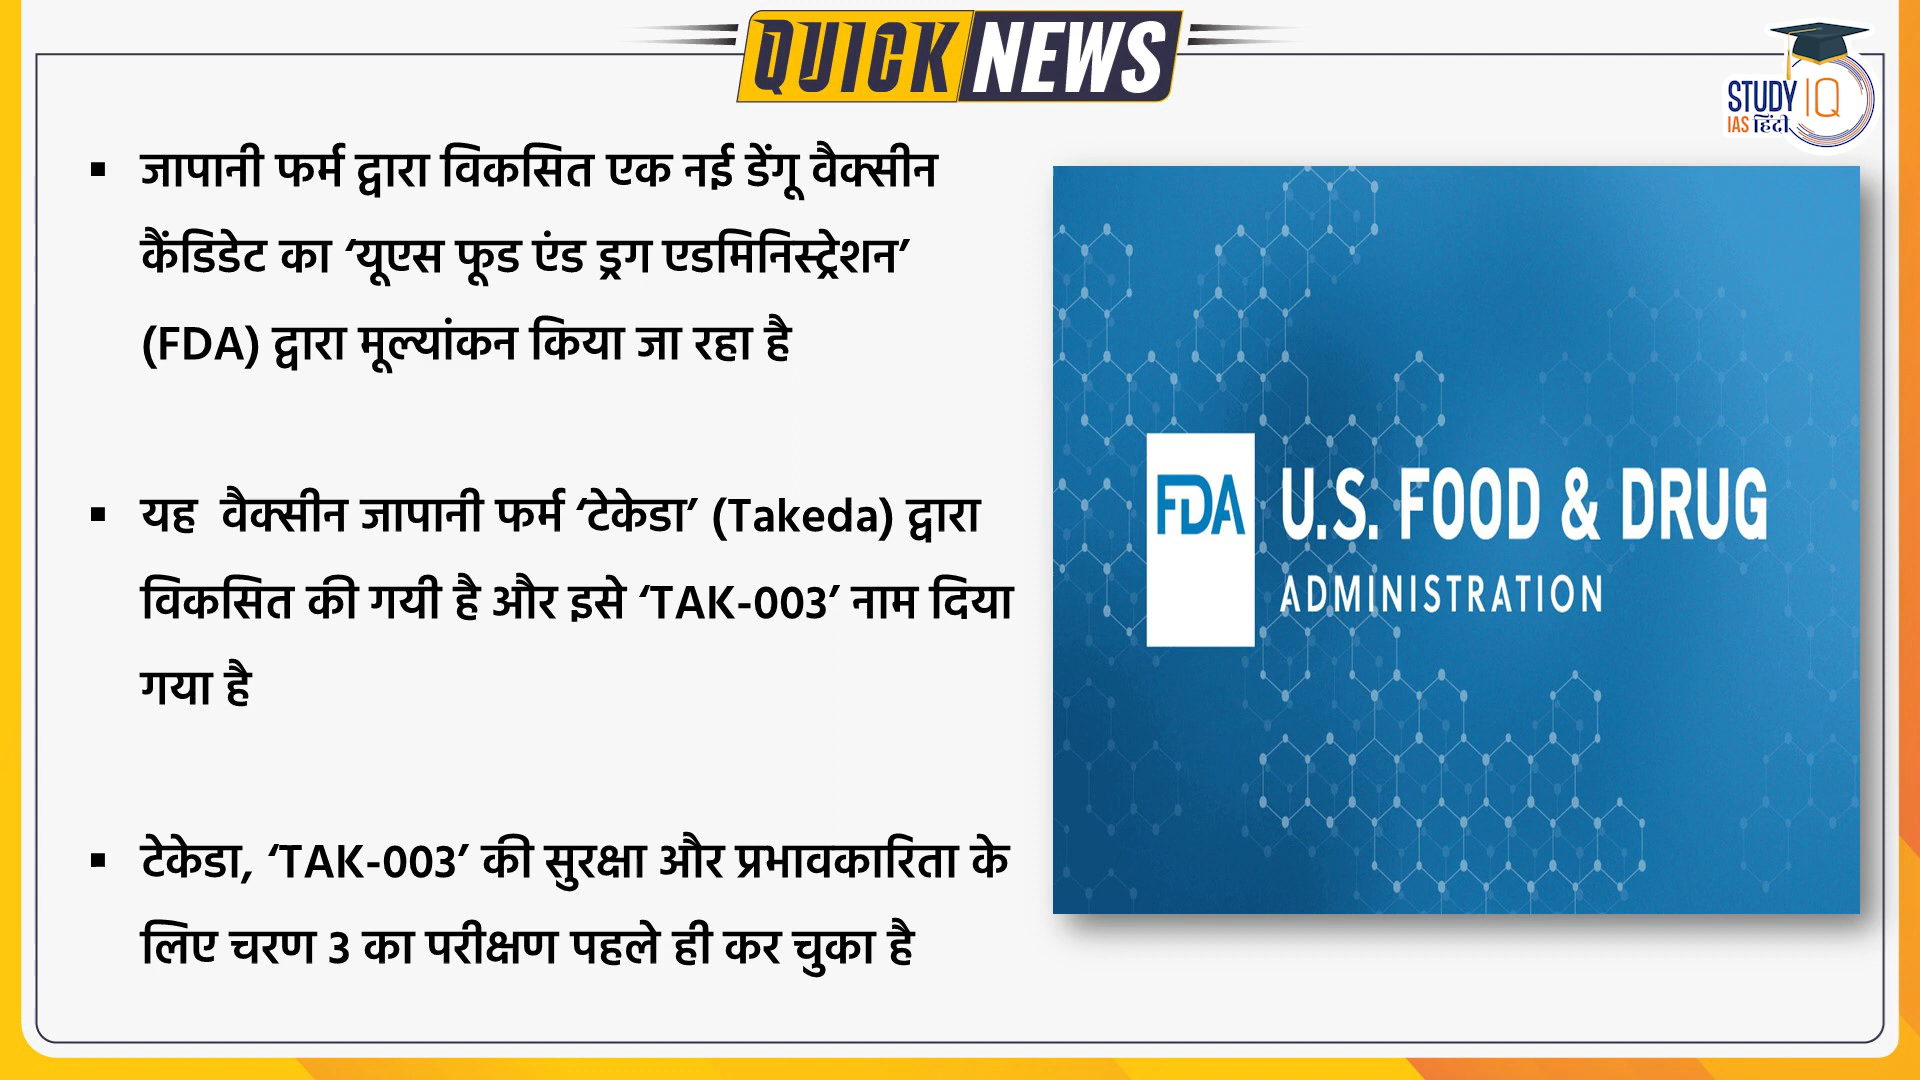 QUICK NEWS
STUDY IQ
IAS हिंदी
जापानी फर्म द्वारा विकसित एक नई डेंगू वैक्सीन
कैंडिडेट का ‘यूएस फूड एंड ड्रग एडमिनिस्ट्रेशन’
(FDA) द्वारा मूल्यांकन किया जा रहा है
यह वैक्सीन जापानी फर्म ‘टेकेडा’ (Takeda) द्वारा
विकसित की गयी है और इसे ‘TAK-003’ नाम दिया
गया है
टेकेडा, ‘TAK-003’ की सुरक्षा और प्रभावकारिता के
लिए चरण 3 का परीक्षण पहले ही कर चुका है
FDA U.S. FOOD & DRUG
ADMINISTRATION